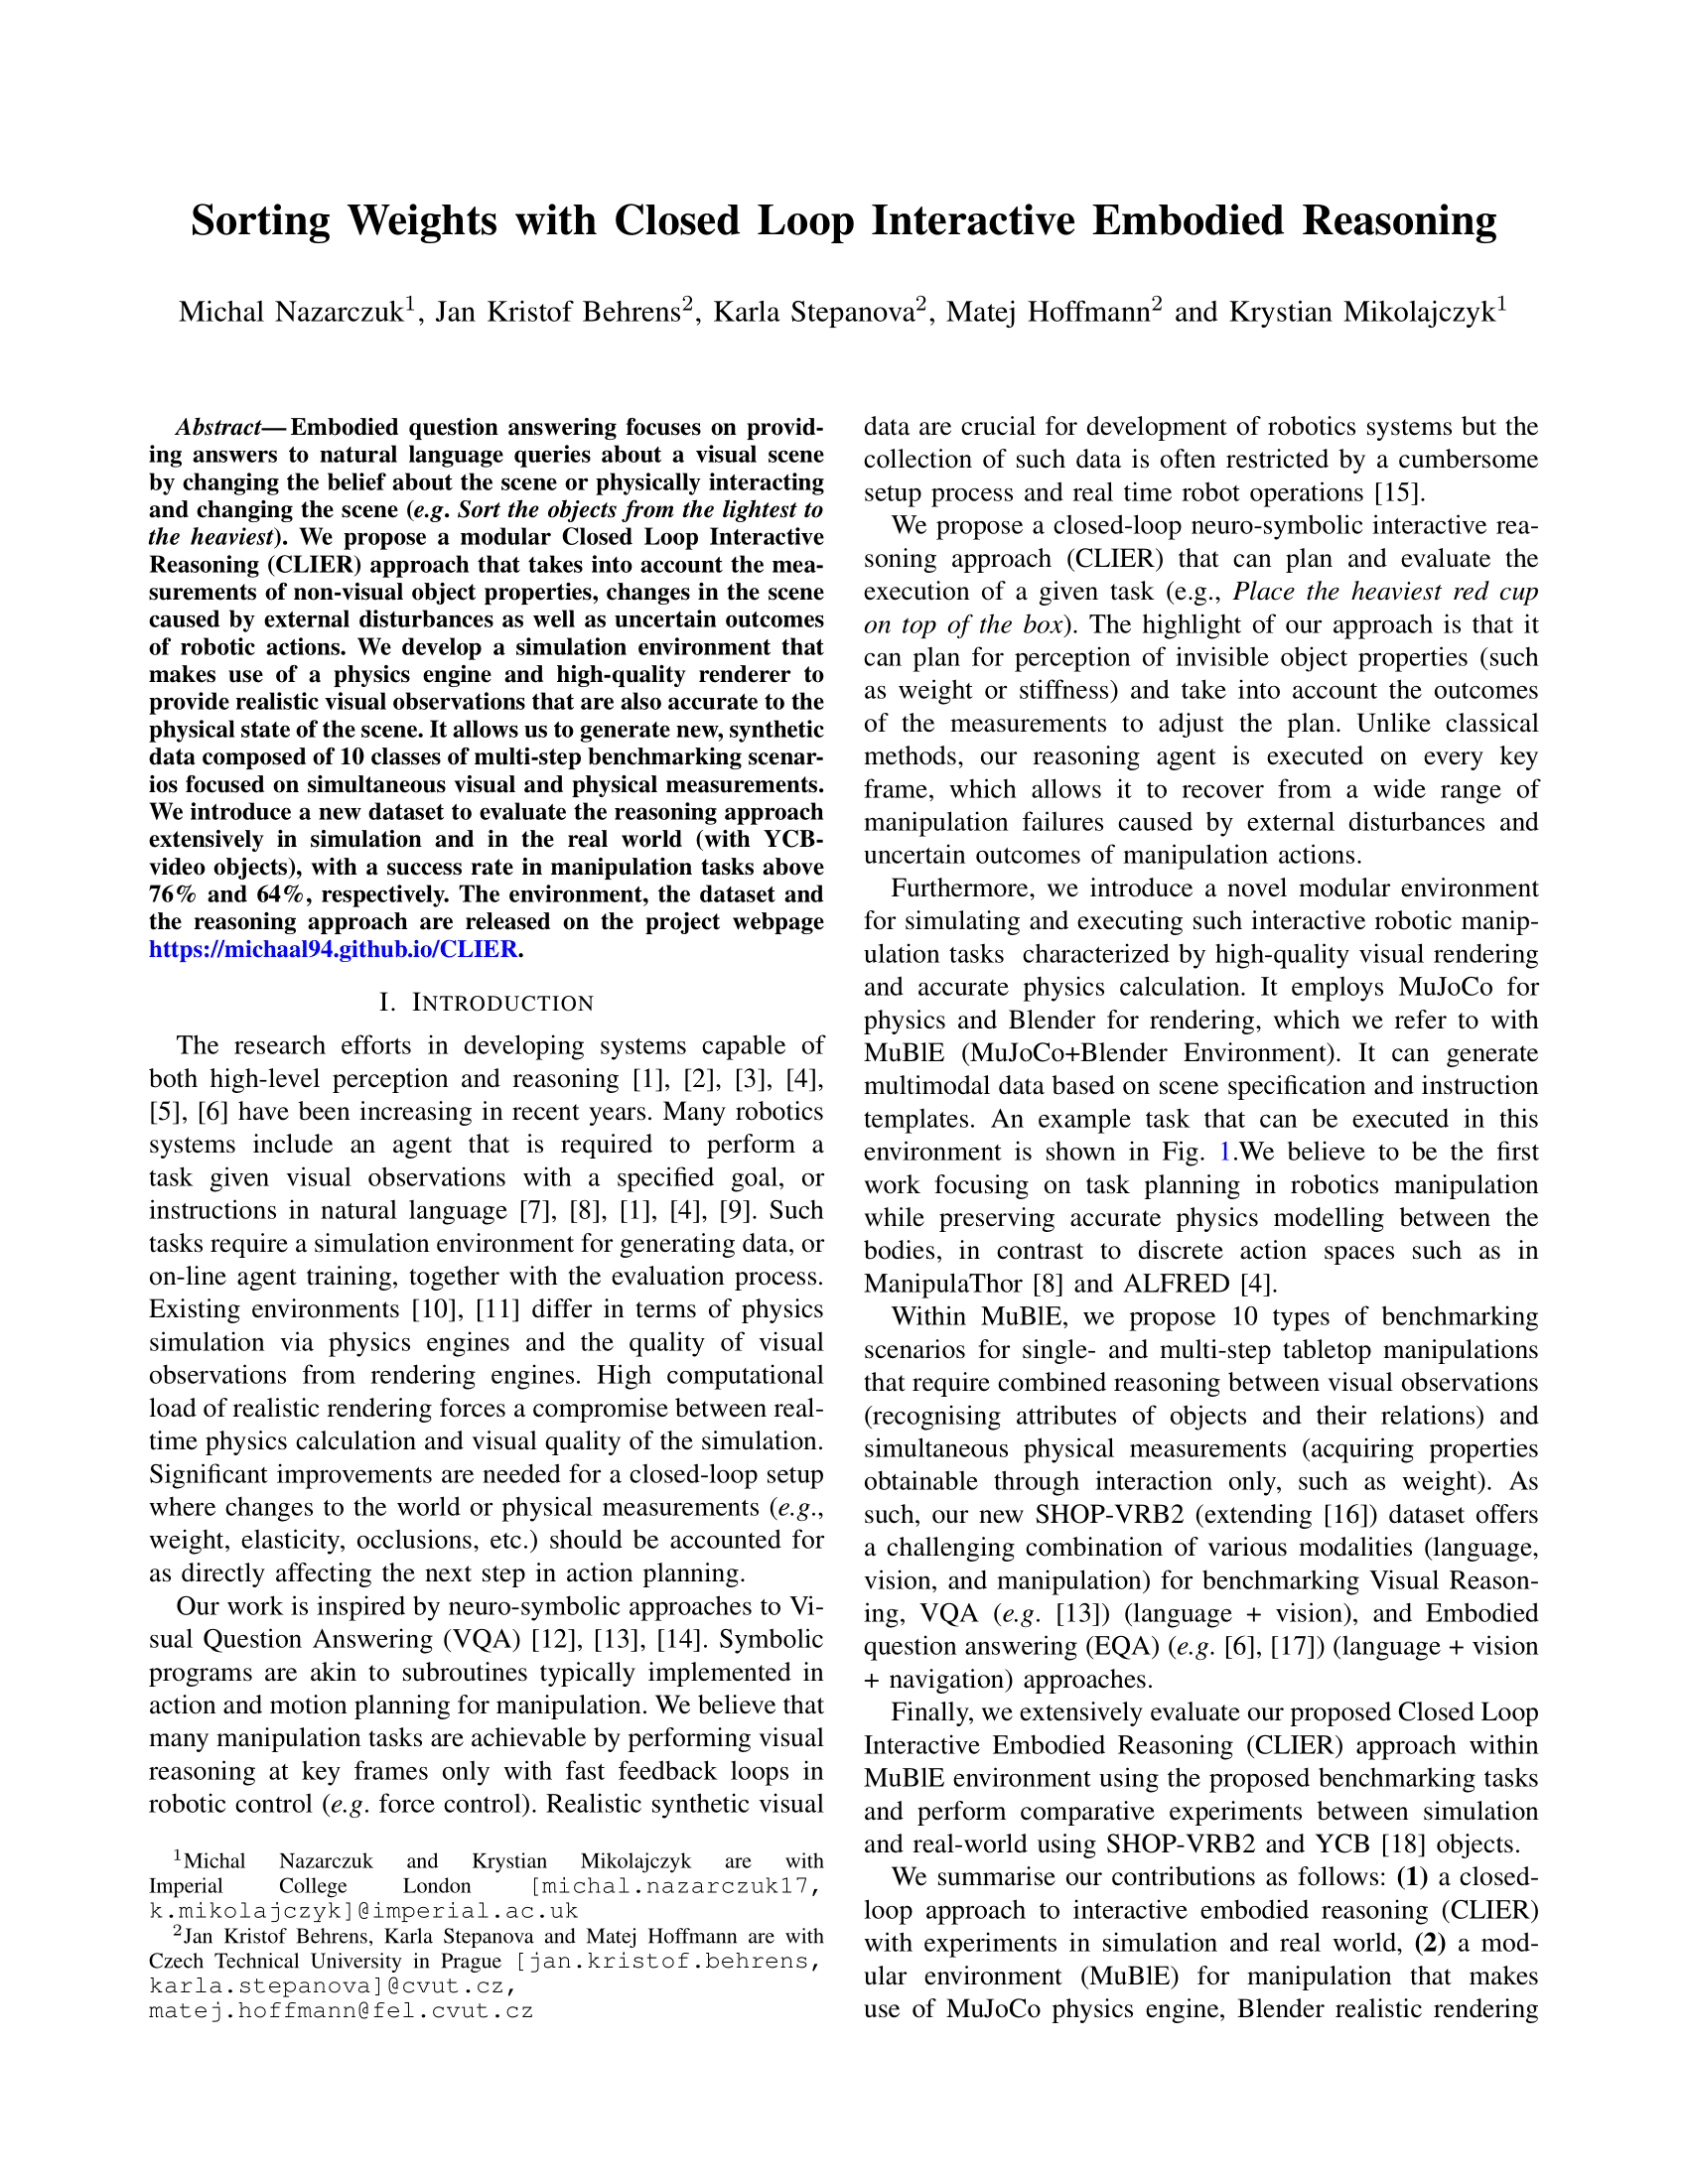 Sorting Weights with Closed Loop Interactive Embodied Reasoning
Michal Nazarczuk1, Jan Kristof Behrens2, Karla Stepanova2, Matej Hoffmann2 and Krystian Mikolajczyk1
Abstract— Embodied question answering focuses on provid-
ing answers to natural language queries about a visual scene
by changing the belief about the scene or physically interacting
and changing the scene (e.g. Sort the objects from the lightest to
the heaviest). We propose a modular Closed Loop Interactive
Reasoning (CLIER) approach that takes into account the mea-
surements of non-visual object properties, changes in the scene
caused by external disturbances as well as uncertain outcomes
of robotic actions. We develop a simulation environment that
makes use of a physics engine and high-quality renderer to
provide realistic visual observations that are also accurate to the
physical state of the scene. It allows us to generate new, synthetic
data composed of 10 classes of multi-step benchmarking scenar-
ios focused on simultaneous visual and physical measurements.
We introduce a new dataset to evaluate the reasoning approach
extensively in simulation and in the real world (with YCB-
video objects), with a success rate in manipulation tasks above
76% and 64%, respectively. The environment, the dataset and
the reasoning approach are released on the project webpage
https://michaal94.github.io/CLIER.
I. INTRODUCTION
The research efforts in developing systems capable of
both high-level perception and reasoning [1], [2], [3], [4],
[5], [6] have been increasing in recent years. Many robotics
systems include an agent that is required to perform a
task given visual observations with a specified goal, or
instructions in natural language [7], [8], [1], [4], [9]. Such
tasks require a simulation environment for generating data, or
on-line agent training, together with the evaluation process.
Existing environments [10], [11] differ in terms of physics
simulation via physics engines and the quality of visual
observations from rendering engines. High computational
load of realistic rendering forces a compromise between real-
time physics calculation and visual quality of the simulation.
Significant improvements are needed for a closed-loop setup
where changes to the world or physical measurements (e.g.,
weight, elasticity, occlusions, etc.) should be accounted for
as directly affecting the next step in action planning.
Our work is inspired by neuro-symbolic approaches to Vi-
sual Question Answering (VQA) [12], [13], [14]. Symbolic
programs are akin to subroutines typically implemented in
action and motion planning for manipulation. We believe that
many manipulation tasks are achievable by performing visual
reasoning at key frames only with fast feedback loops in
robotic control (e.g. force control). Realistic synthetic visual
1Michal Nazarczuk and Krystian Mikolajczyk are with
Imperial College London [michal.nazarczuk17,
k.mikolajczyk]@imperial.ac.uk
2Jan Kristof Behrens, Karla Stepanova and Matej Hoffmann are with
Czech Technical University in Prague [jan.kristof.behrens,
karla.stepanova]@cvut.cz,
matej.hoffmann@fel.cvut.cz
data are crucial for development of robotics systems but the
collection of such data is often restricted by a cumbersome
setup process and real time robot operations [15].
We propose a closed-loop neuro-symbolic interactive rea-
soning approach (CLIER) that can plan and evaluate the
execution of a given task (e.g., Place the heaviest red cup
on top of the box). The highlight of our approach is that it
can plan for perception of invisible object properties (such
as weight or stiffness) and take into account the outcomes
of the measurements to adjust the plan. Unlike classical
methods, our reasoning agent is executed on every key
frame, which allows it to recover from a wide range of
manipulation failures caused by external disturbances and
uncertain outcomes of manipulation actions.
Furthermore, we introduce a novel modular environment
for simulating and executing such interactive robotic manip-
ulation tasks characterized by high-quality visual rendering
and accurate physics calculation. It employs MuJoCo for
physics and Blender for rendering, which we refer to with
MuBlE (MuJoCo+Blender Environment). It can generate
multimodal data based on scene specification and instruction
templates. An example task that can be executed in this
environment is shown in Fig. 1.We believe to be the first
work focusing on task planning in robotics manipulation
while preserving accurate physics modelling between the
bodies, in contrast to discrete action spaces such as in
ManipulaThor [8] and ALFRED [4].
Within MuBlE, we propose 10 types of benchmarking
scenarios for single- and multi-step tabletop manipulations
that require combined reasoning between visual observations
(recognising attributes of objects and their relations) and
simultaneous physical measurements (acquiring properties
obtainable through interaction only, such as weight). As
such, our new SHOP-VRB2 (extending [16]) dataset offers
a challenging combination of various modalities (language,
vision, and manipulation) for benchmarking Visual Reason-
ing, VQA (e.g. [13]) (language + vision), and Embodied
question answering (EQA) (e.g. [6], [17]) (language + vision
+ navigation) approaches.
Finally, we extensively evaluate our proposed Closed Loop
Interactive Embodied Reasoning (CLIER) approach within
MuBlE environment using the proposed benchmarking tasks
and perform comparative experiments between simulation
and real-world using SHOP-VRB2 and YCB [18] objects.
We summarise our contributions as follows: (1) a closed-
loop approach to interactive embodied reasoning (CLIER)
with experiments in simulation and real world, (2) a mod-
ular environment (MuBlE) for manipulation that makes
use of MuJoCo physics engine, Blender realistic rendering